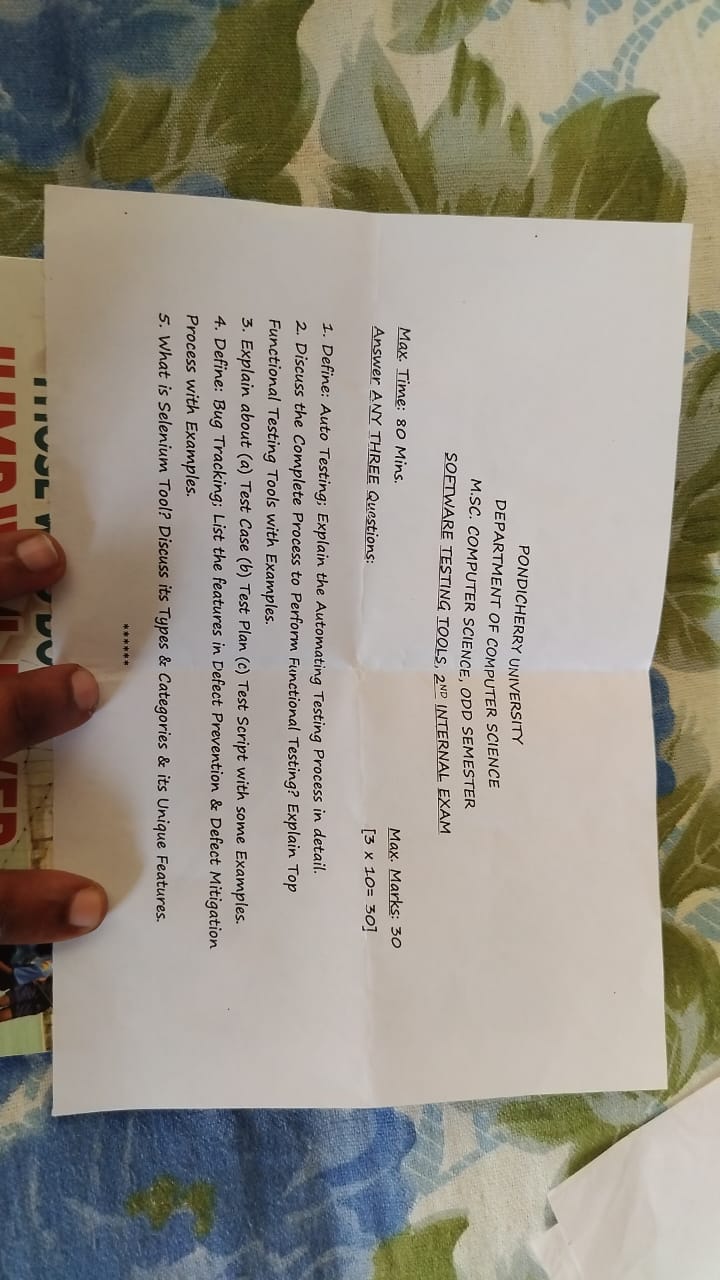 PONDICHERRY UNIVERSITY
DEPARTMENT OF COMPUTER SCIENCE
M.SC. COMPUTER SCIENCE, ODD SEMESTER
SOFTWARE TESTING TOOLS, 2ND INTERNAL EXAM
Max. Time: 80 Mins. Max. Marks: 30
Answer ANY THREE Questions: [3 x 10= 30]
1. Define: Auto Testing; Explain the Automating Testing Process in detail.
2. Discuss the Complete Process to Perform Functional Testing? Explain Top
Functional Testing Tools with Examples.
3. Explain about (a) Test Case (b) Test Plan (c) Test Script with some Examples.
4. Define: Bug Tracking; List the features in Defect Prevention & Defect Mitigation
Process with Examples.
5. What is Selenium Tool? Discuss its Types & Categories & its Unique Features.
******